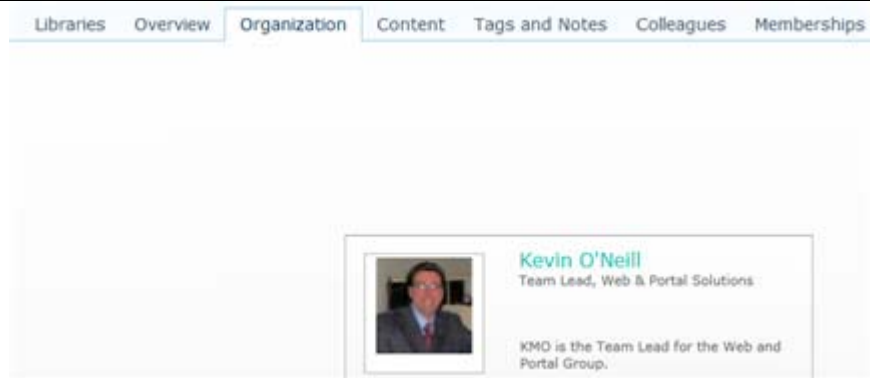 Libraries Overview Organization Content Tags and Notes Colleagues Memberships
Kevin O'Neill
Team Lead, Web & Portal Solutions
KMO is the Team Lead for the Web and
Portal Group.